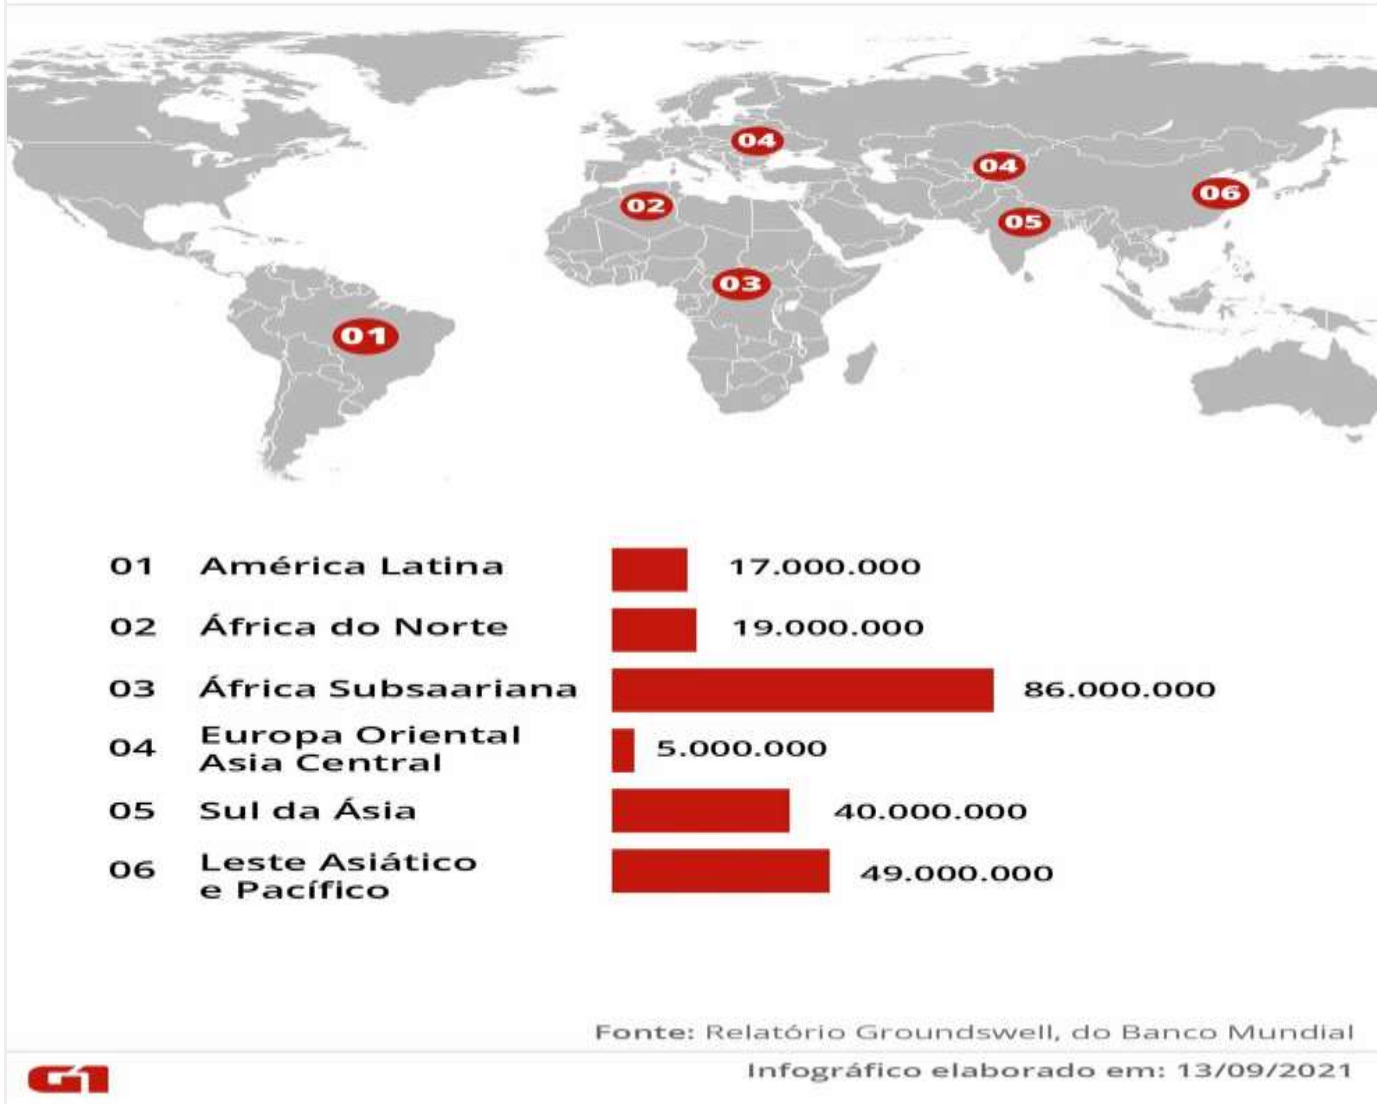 04
04
06
02
05
03
01
01 América Latina 17.000.000
02 África do Norte 19.000.000
03 África Subsaariana 86.000.000
04 Europa Oriental
Asia Central 5.000.000
05 Sul da Ásia 40.000.000
06 Leste Asiático
e Pacífico 49.000.000
Fonte: Relatório Groundswell, do Banco Mundial
G1
Infográfico elaborado em: 13/09/2021